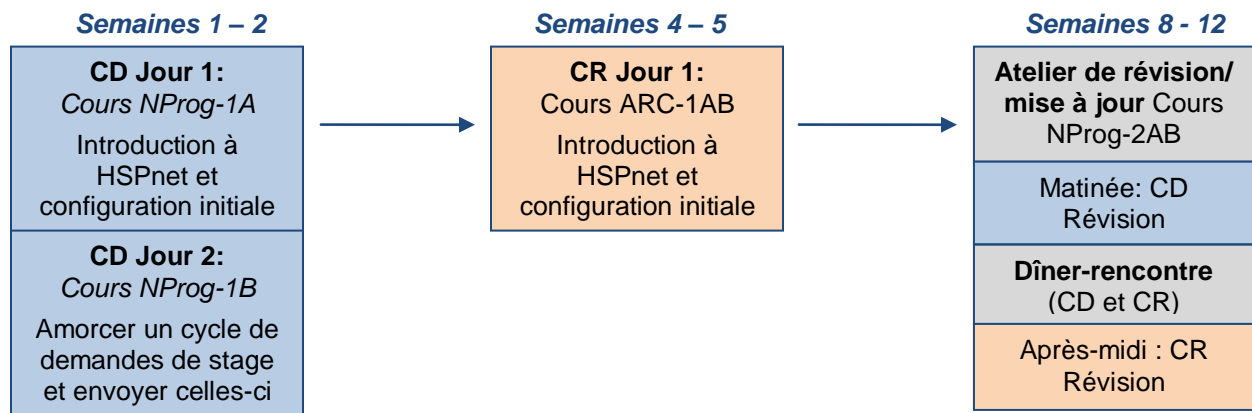 Semaines 1 – 2
CD Jour 1:
Cours NProg-1A
Introduction à
HSPnet et
configuration initiale
CD Jour 2:
Cours NProg-1B
Amorcer un cycle de
demandes de stage
et envoyer celles-ci
Semaines 4 – 5
CR Jour 1:
Cours ARC-1AB
Introduction à
HSPnet et
configuration initiale
Semaines 8 - 12
Atelier de révision/
mise à jour Cours
NProg-2AB
Matinée: CD
Révision
Dîner-rencontre
(CD et CR)
Après-midi : CR
Révision